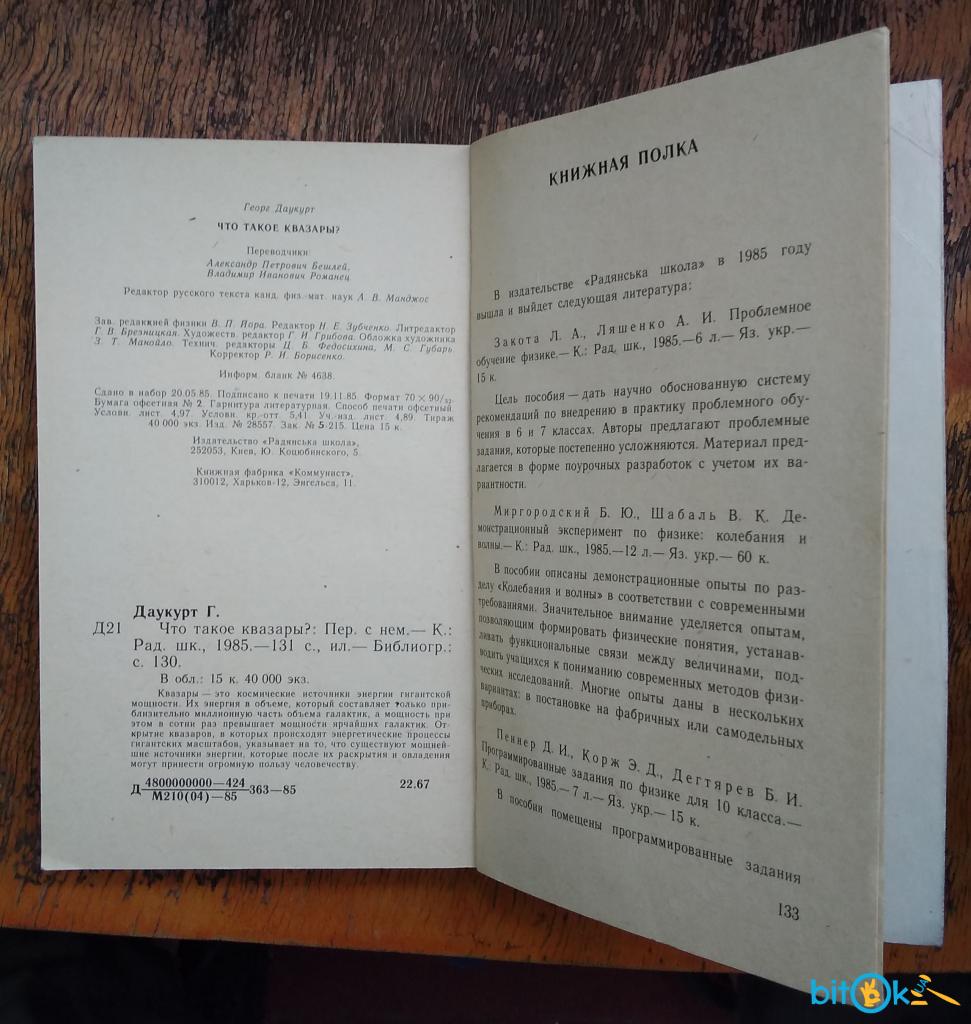 Георг Даукурт
ЧТО ТАКОЕ КВАЗАРЫ?
Переводчики
Александр Петрович Бешлей,
Владимир Иванович Романец
Редактор русского текста канд. физ.-мат. наук А. В. Манджос
Зав. редакцией физики В. П. Яора. Редактор Н. Е. Зубченко. Литредактор
Г. В. Брезницкая. Художеств. редактор Г. И. Грибова. Обложка художника
З. Т. Манойло. Технич. редакторы Ц. Б. Федосихина, М. С. Губарь.
Корректор Р. И. Борисенко.
Информ. бланк № 4638.
Сдано в набор 20.05.85. Подписано к печати 19.11.85. Формат 70×90/32.
Бумага офсетная № 2. Гарнитура литературная. Способ печати офсетный.
Условн. лист. 4,97. Условн. кр.-отт. 5,41. Уч.-изд. лист. 4,89. Тираж
40 000 экз. Изд. № 28557. Зак. № 5-215. Цена 15 к.
Издательство «Радянська школа»,
252053, Киев, Ю. Коцюбинского, 5.
Книжная фабрика «Коммунист»,
310012, Харьков-12, Энгельса, 11.
Даукурт Г.
Д21 Что такое квазары?: Пер. с нем.— К.:
Рад. шк., 1985.—131 с., ил.— Библиогр.:
с. 130.
В обл.: 15 к. 40 000 экз.
Квазары — это космические источники энергии гигантской
мощности. Их энергия в объеме, который составляет только при-
близительно миллионную часть объема галактик, а мощность при
этом в сотни раз превышает мощности ярчайших галактик. От-
крытие квазаров, в которых происходят энергетические процессы
гигантских масштабов, указывает на то, что существуют мощней-
шие источники энергии, которые после их раскрытия и овладения
могут принести огромную пользу человечеству.
Д 4800000000—424 / М210(04)—85 363—85 22.67
КНИЖНАЯ ПОЛКА
В издательстве «Радянська школа» в 1985 году
вышла и выйдет следующая литература:
Закота Л. А., Ляшенко А. И. Проблемное
обучение физике.— К.: Рад. шк., 1985.—6 л.— Яз. укр.—
15 к.
Цель пособия — дать научно обоснованную систему
рекомендаций по внедрению в практику проблемного обу-
чения в 6 и 7 классах. Авторы предлагают проблемные
задания, которые постепенно усложняются. Материал пред-
лагается в форме поурочных разработок с учетом их ва-
риантности.
Миргородский Б. Ю., Шабаль В. К. Де-
монстрационный эксперимент по физике: колебания и
волны.— К.: Рад. шк., 1985.—12 л.— Яз. укр.— 60 к.
В пособии описаны демонстрационные опыты по раз-
делу «Колебания и волны» в соответствии с современными
требованиями. Значительное внимание уделяется опытам,
позволяющим формировать физические понятия, устанав-
ливать функциональные связи между величинами, под-
водить учащихся к пониманию современных методов физи-
ческих исследований. Многие опыты даны в нескольких
вариантах: в постановке на фабричных или самодельных
приборах.
Пеннер Д. И., Корж Э. Д., Дегтярев Б. И.
Программированные задания по физике для 10 класса.—
К.: Рад. шк., 1985.— 7 л.— Яз. укр.— 15 к.
В пособии помещены программированные задания
133
bitOk UA